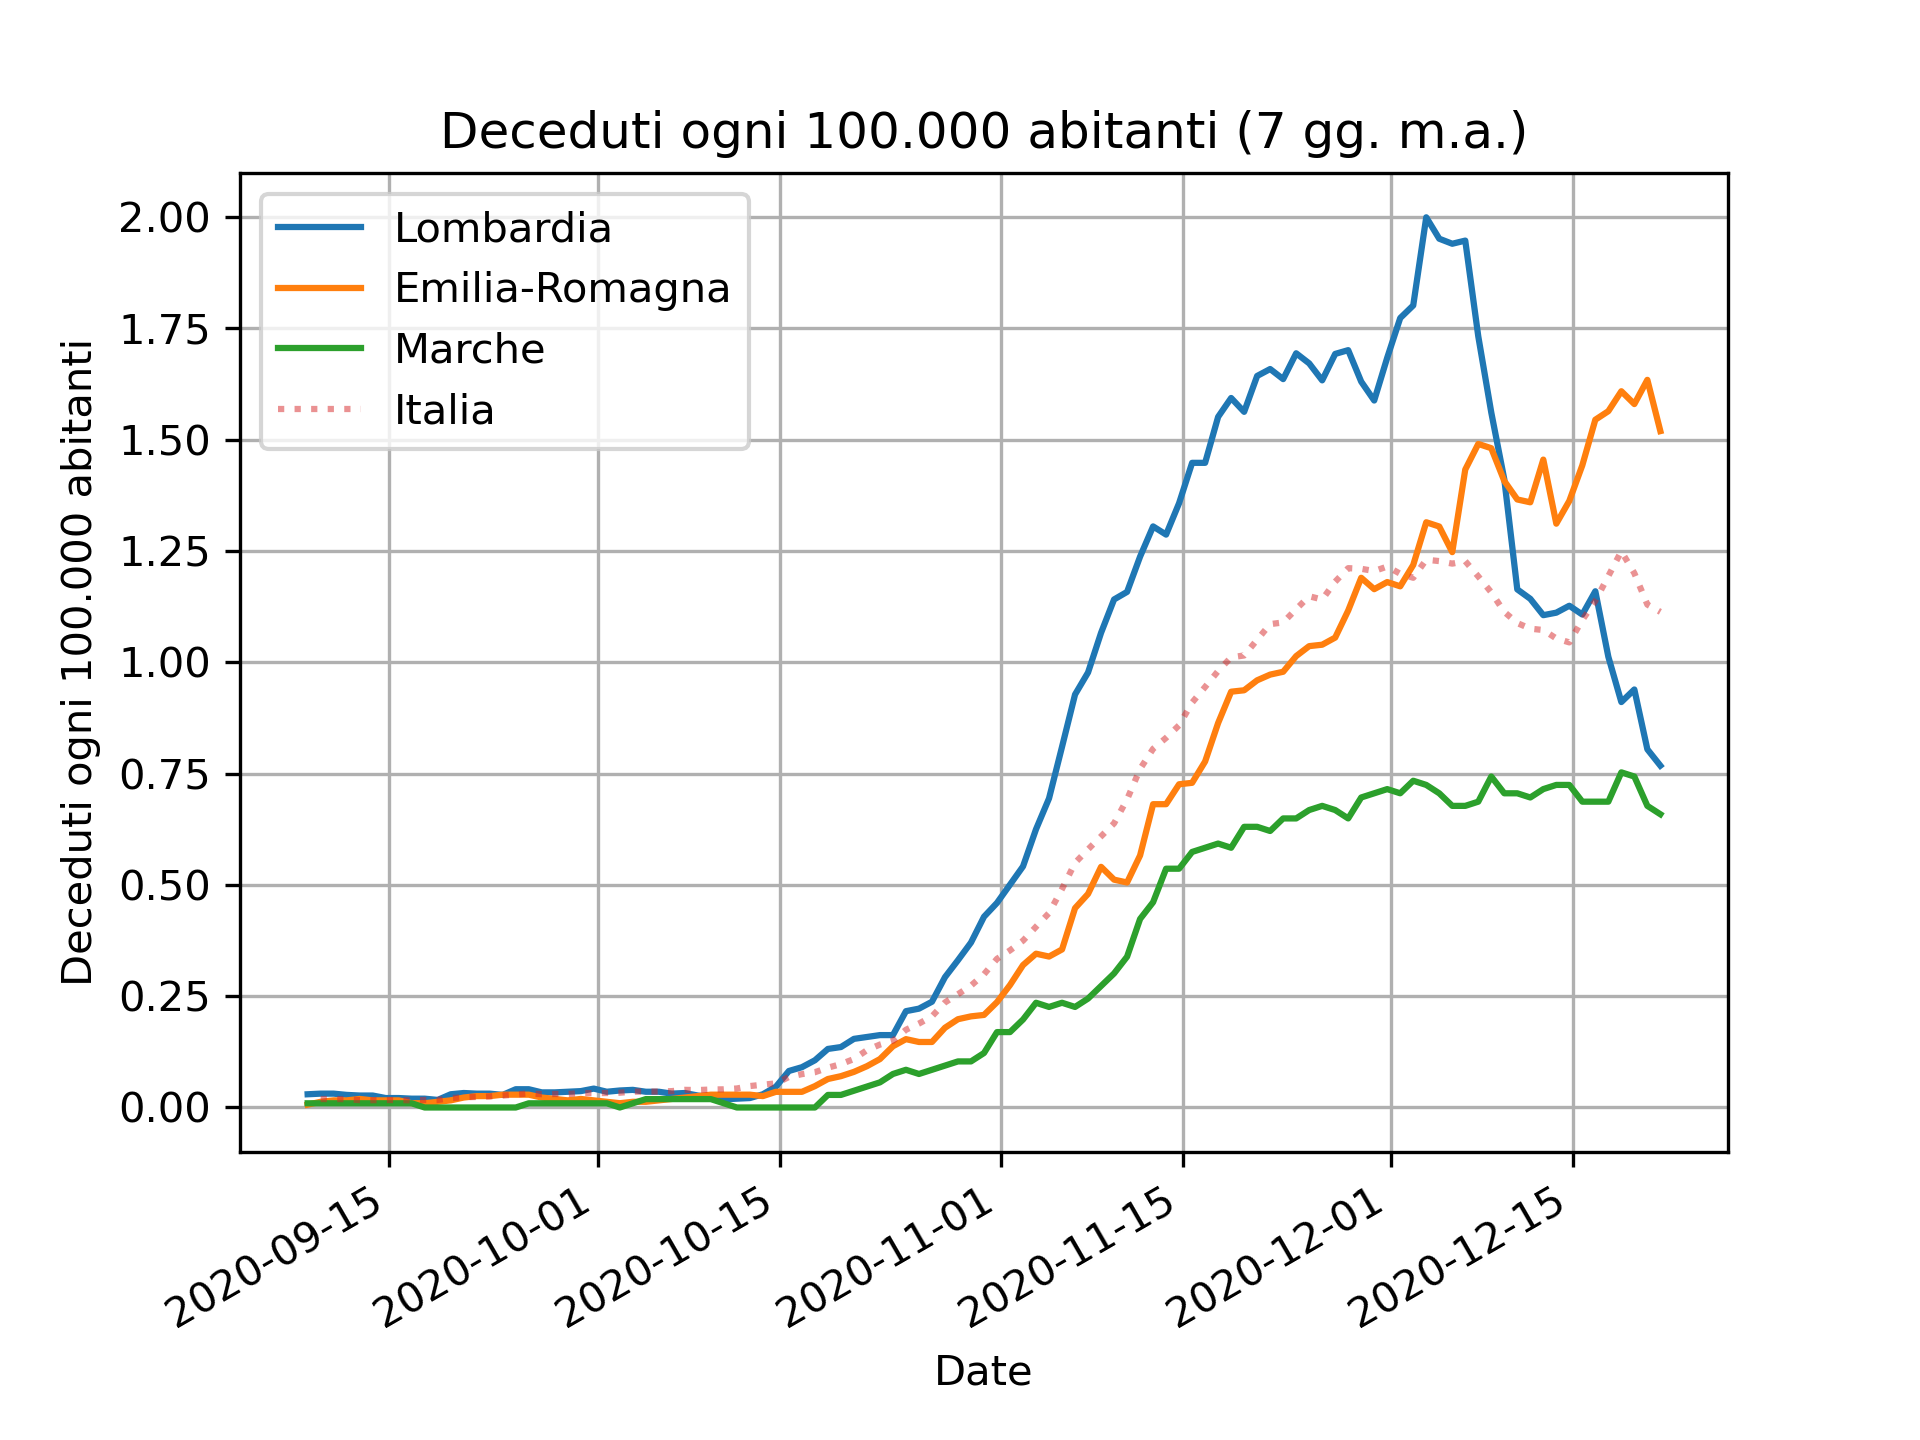 Deceduti ogni 100.000 abitanti (7 gg. m.a.)
Lombardia
Emilia-Romagna
Marche
Italia
Deceduti ogni 100.000 abitanti
2.00
1.75
1.50
1.25
1.00
0.75
0.50
0.25
0.00
2020-09-15
2020-10-01
2020-10-15
2020-11-01
2020-11-15
2020-12-01
2020-12-15
Date